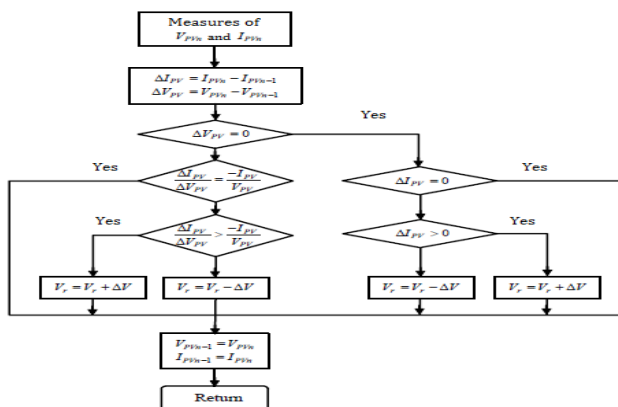 Measures of
V_PVn and I_PVn
ΔI_PV = I_PVn − I_PVn−1
ΔV_PV = V_PVn − V_PVn−1
Yes
ΔV_PV = 0
Yes
ΔI_PV/ΔV_PV = −I_PV/V_PV
ΔI_PV = 0
Yes
Yes
ΔI_PV/ΔV_PV > −I_PV/V_PV
ΔI_PV > 0
Yes
V_r = V_r + ΔV
V_r = V_r − ΔV
V_r = V_r − ΔV
V_r = V_r + ΔV
V_PVn−1 = V_PVn
I_PVn−1 = I_PVn
Return